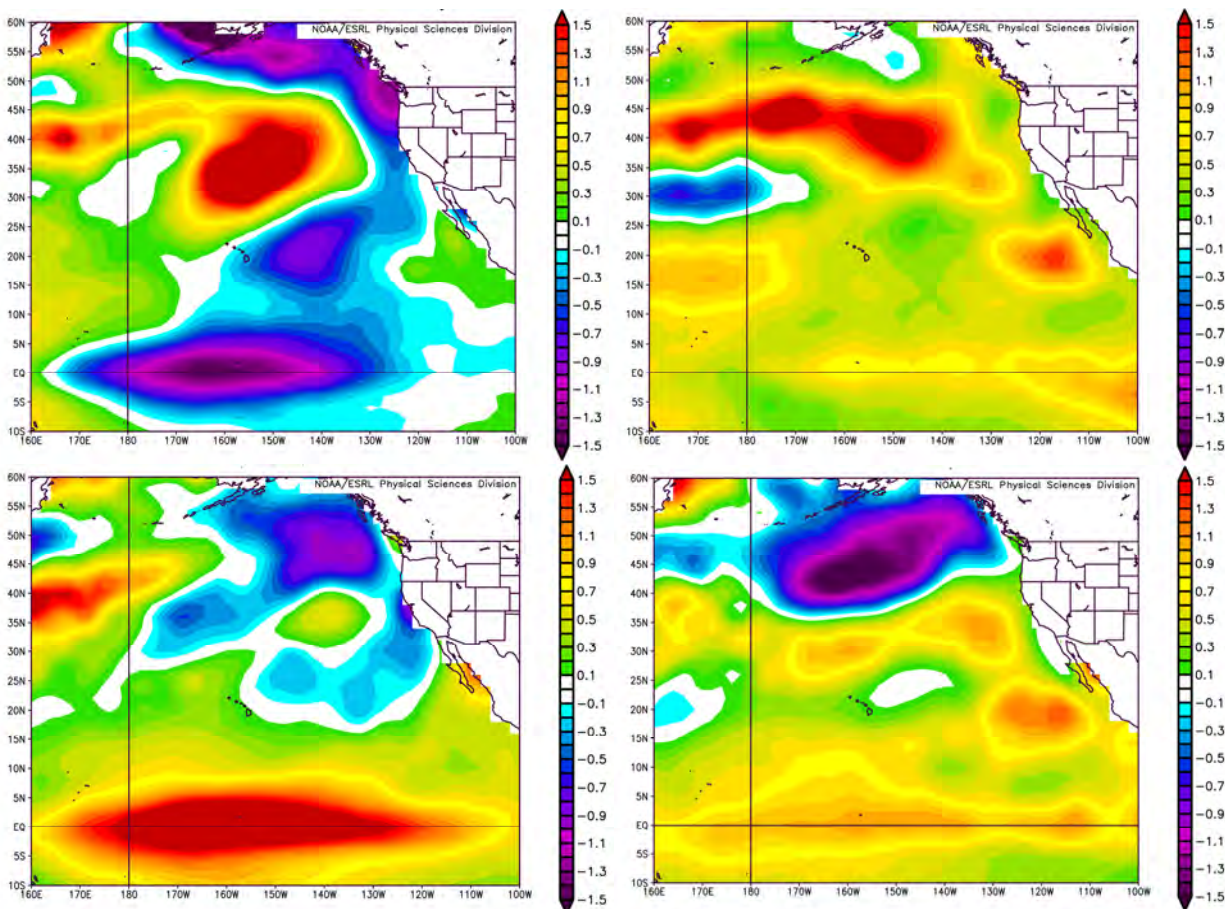 NOAA/ESRL Physical Sciences Division
60N
55N
50N
45N
40N
35N
30N
25N
20N
15N
10N
5N
EQ
5S
10S
160E 170E 180 170W 160W 150W 140W 130W 120W 110W 100W
1.5
1.3
1.1
0.9
0.7
0.5
0.3
0.1
-0.1
-0.3
-0.5
-0.7
-0.9
-1.1
-1.3
-1.5
NOAA/ESRL Physical Sciences Division
60N
55N
50N
45N
40N
35N
30N
25N
20N
15N
10N
5N
EQ
5S
10S
160E 170E 180 170W 160W 150W 140W 130W 120W 110W 100W
1.5
1.3
1.1
0.9
0.7
0.5
0.3
0.1
-0.1
-0.3
-0.5
-0.7
-0.9
-1.1
-1.3
-1.5
NOAA/ESRL Physical Sciences Division
60N
55N
50N
45N
40N
35N
30N
25N
20N
15N
10N
5N
EQ
5S
10S
160E 170E 180 170W 160W 150W 140W 130W 120W 110W 100W
1.5
1.3
1.1
0.9
0.7
0.5
0.3
0.1
-0.1
-0.3
-0.5
-0.7
-0.9
-1.1
-1.3
-1.5
NOAA/ESRL Physical Sciences Division
60N
55N
50N
45N
40N
35N
30N
25N
20N
15N
10N
5N
EQ
5S
10S
160E 170E 180 170W 160W 150W 140W 130W 120W 110W 100W
1.5
1.3
1.1
0.9
0.7
0.5
0.3
0.1
-0.1
-0.3
-0.5
-0.7
-0.9
-1.1
-1.3
-1.5